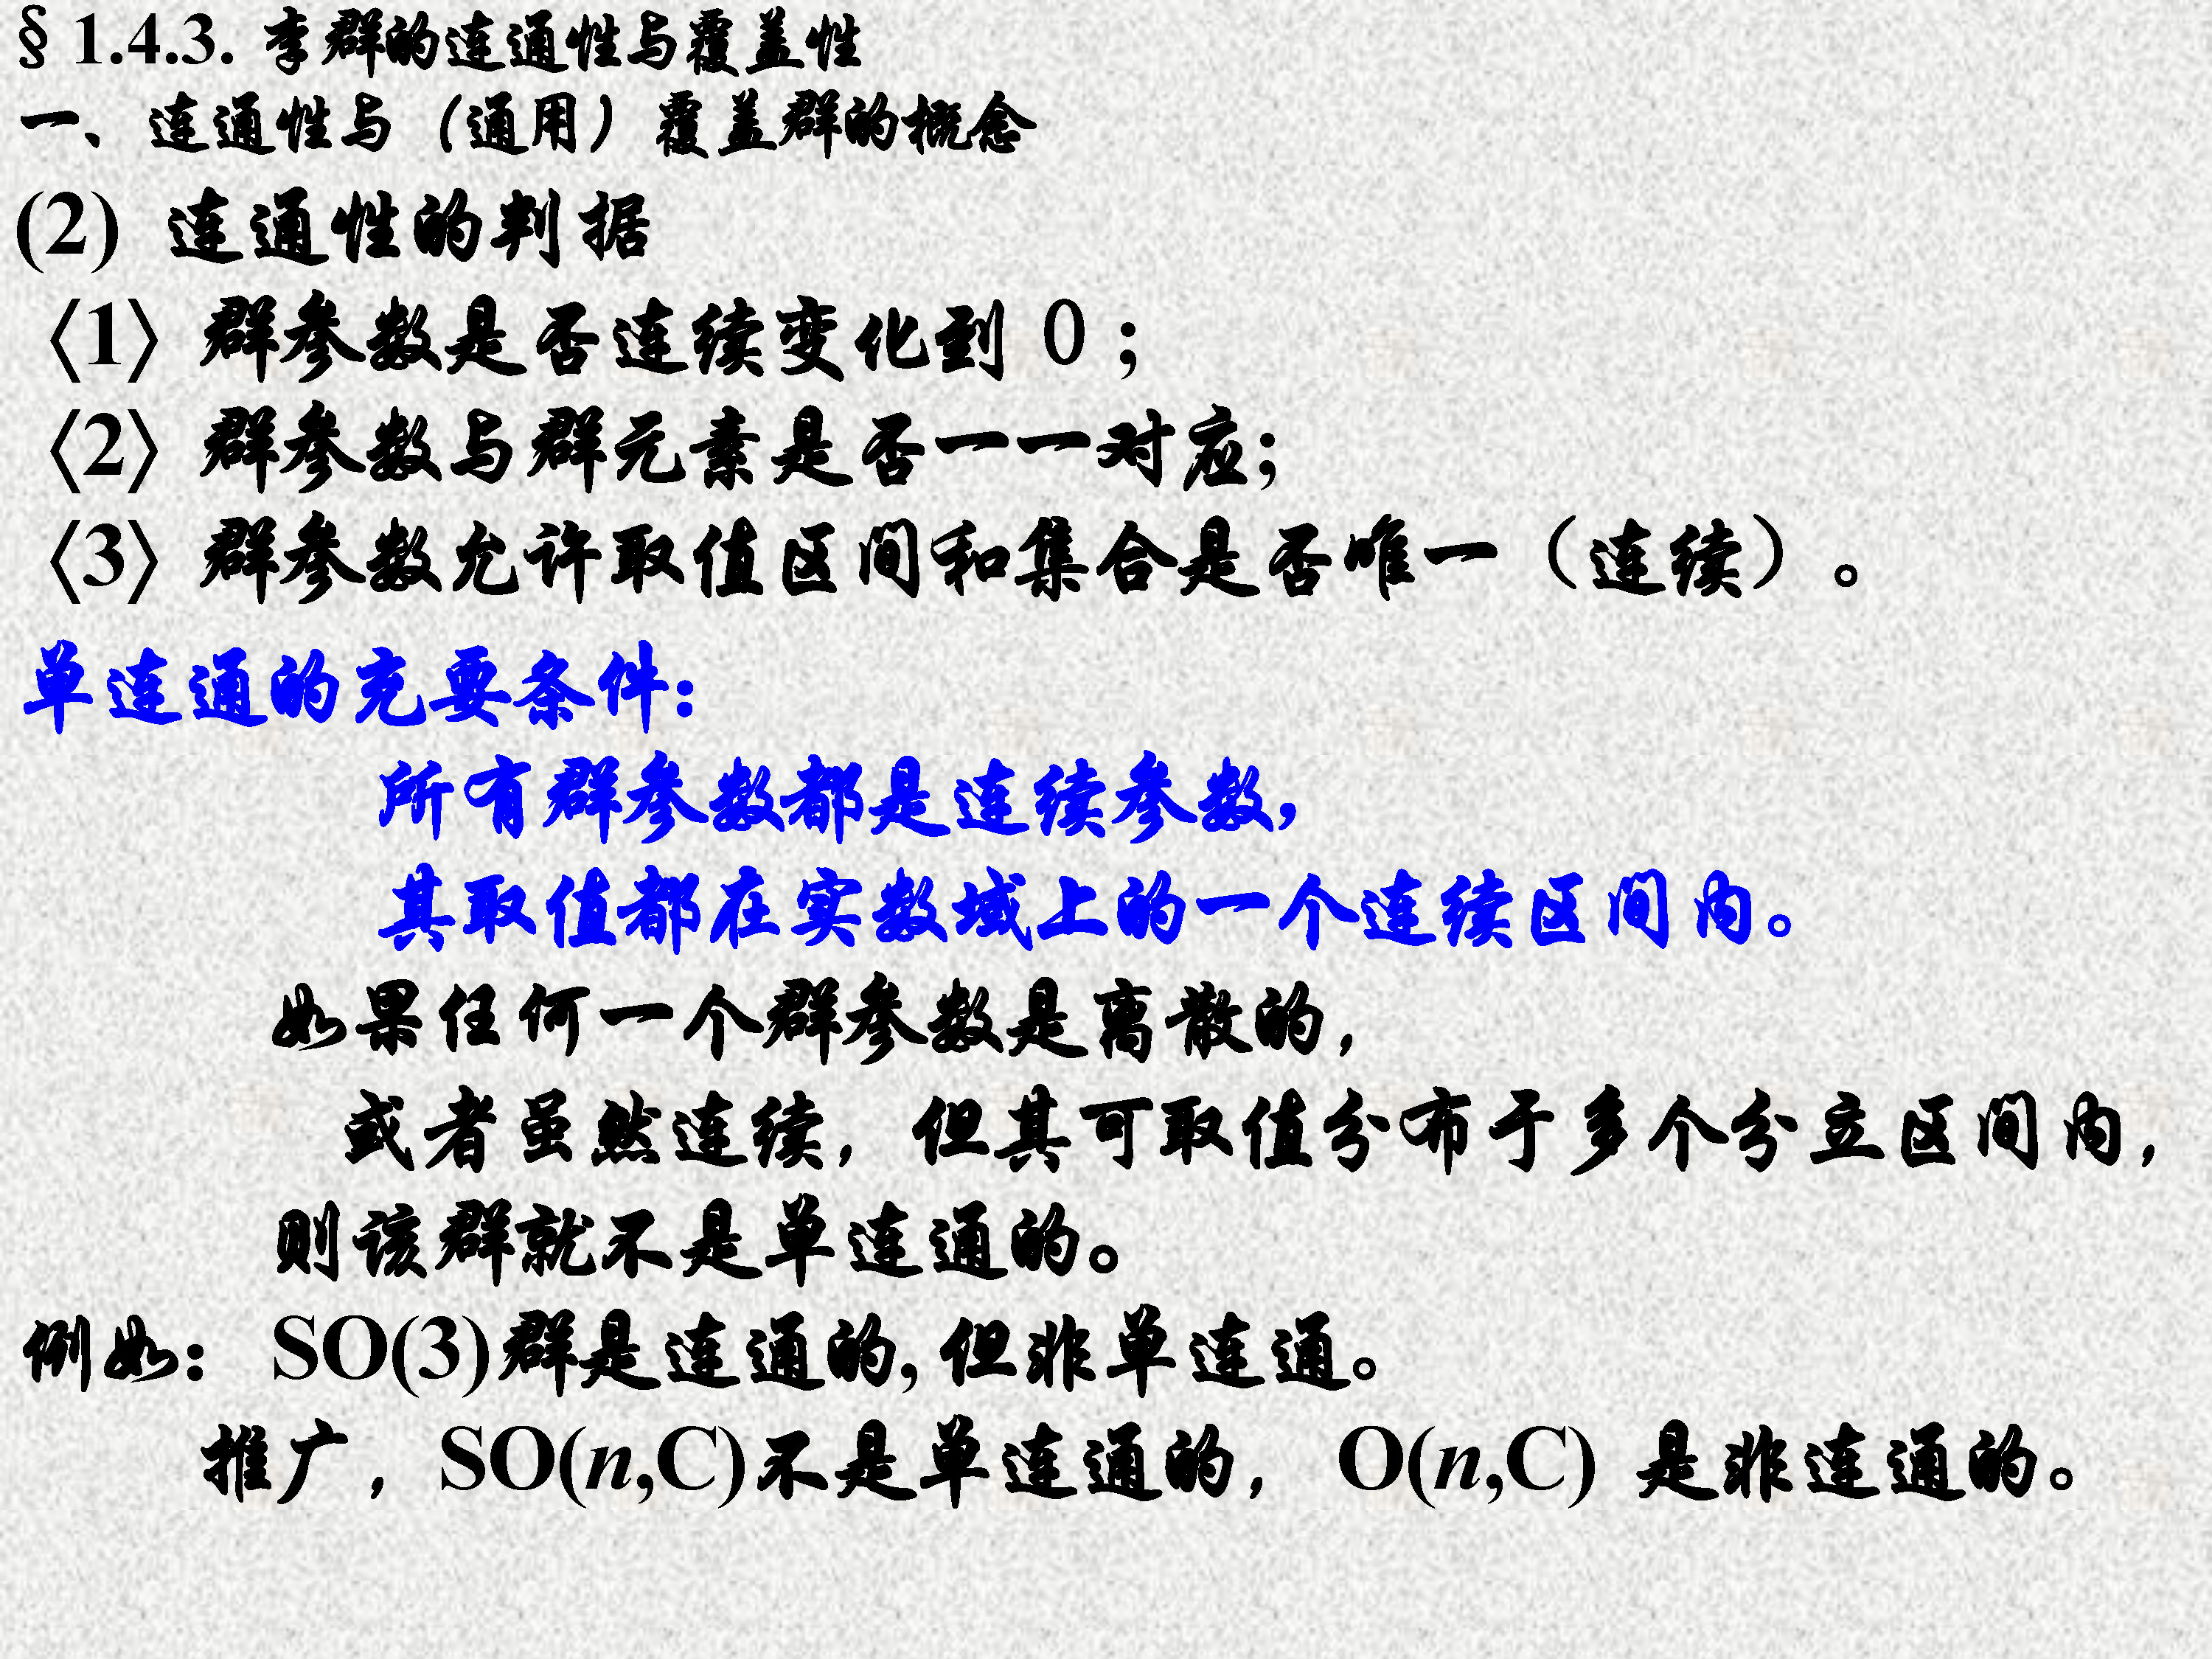 § 1.4.3. 李群的连通性与覆盖性
一、连通性与（通用）覆盖群的概念
(2) 连通性的判据
〈1〉群参数是否连续变化到 0；
〈2〉群参数与群元素是否一一对应;
〈3〉群参数允许取值区间和集合是否唯一（连续）。
单连通的充要条件:
所有群参数都是连续参数,
其取值都在实数域上的一个连续区间内。
如果任何一个群参数是离散的,
或者虽然连续, 但其可取值分布于多个分立区间内,
则该群就不是单连通的。
例如: SO(3)群是连通的, 但非单连通。
推广, SO(n,C)不是单连通的, O(n,C) 是非连通的。